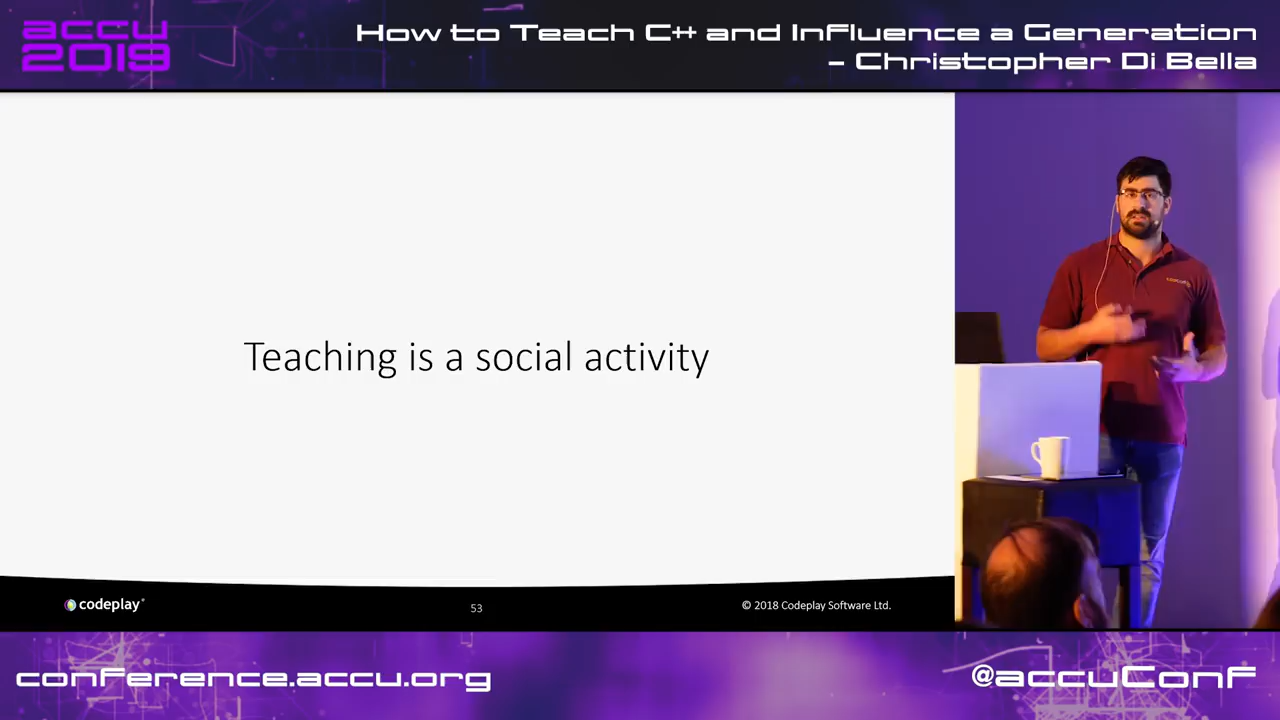 accu
2019
How to Teach C++ and Influence a Generation
– Christopher Di Bella
Teaching is a social activity
codeplay®
53
© 2018 Codeplay Software Ltd.
conference.accu.org
@accuConf